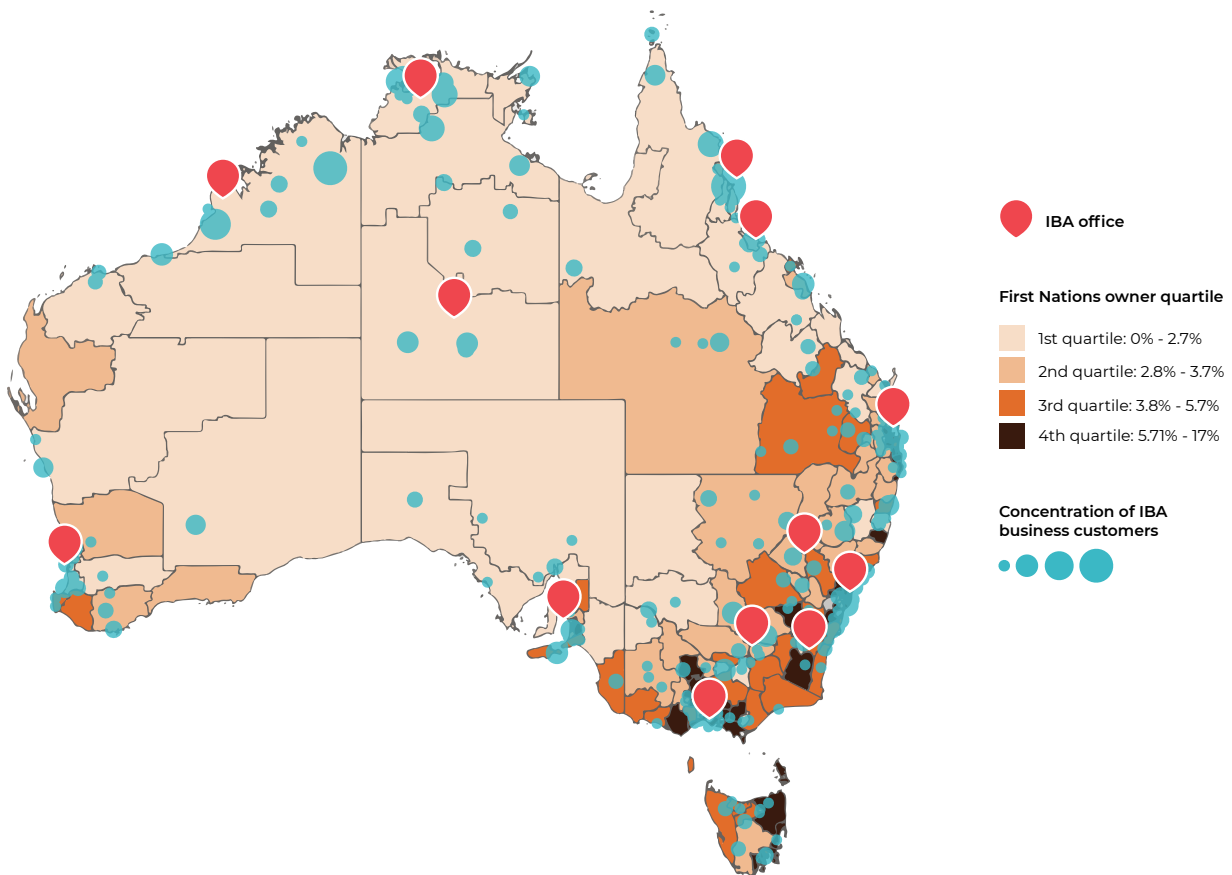 IBA office
First Nations owner quartile
1st quartile: 0% - 2.7%
2nd quartile: 2.8% - 3.7%
3rd quartile: 3.8% - 5.7%
4th quartile: 5.71% - 17%
Concentration of IBA
business customers